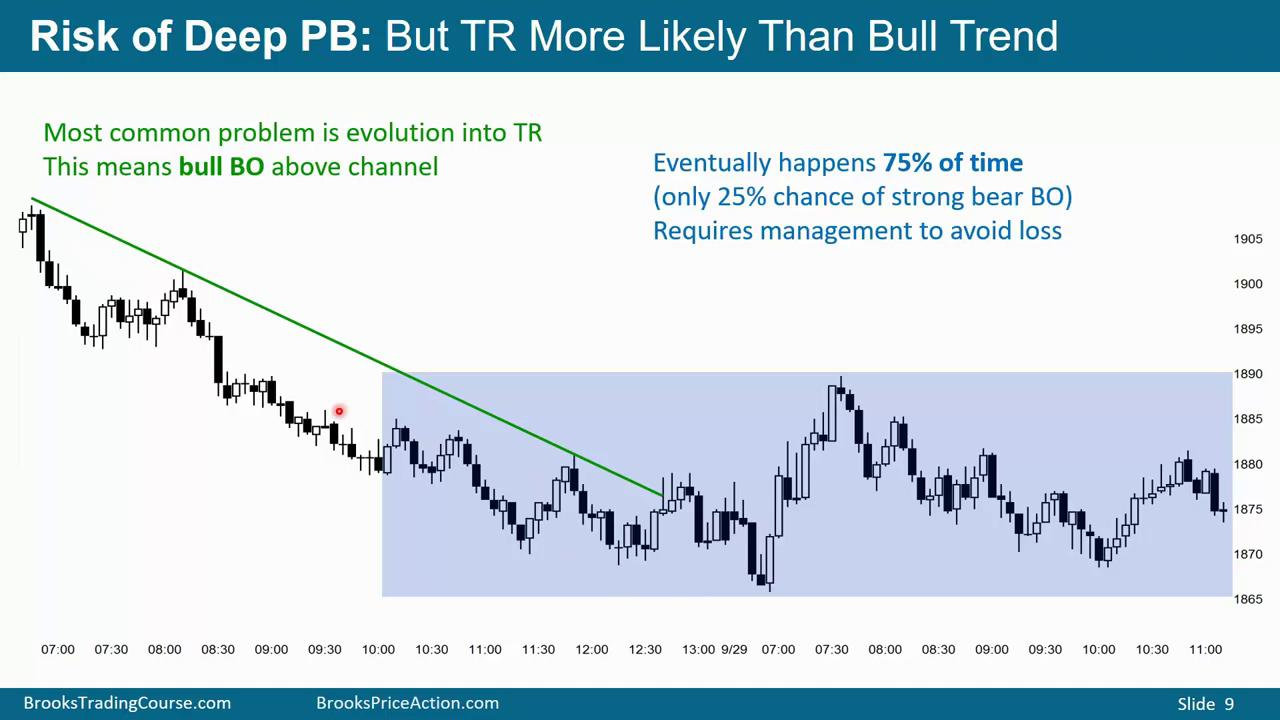 Risk of Deep PB: But TR More Likely Than Bull Trend
Most common problem is evolution into TR
This means bull BO above channel
Eventually happens 75% of time
(only 25% chance of strong bear BO)
Requires management to avoid loss
1905
1900
1895
1890
1885
1880
1875
1870
1865
07:00 07:30 08:00 08:30 09:00 09:30 10:00 10:30 11:00 11:30 12:00 12:30 13:00 9/29 07:00 07:30 08:00 08:30 09:00 09:30 10:00 10:30 11:00
BrooksTradingCourse.com BrooksPriceAction.com Slide 9